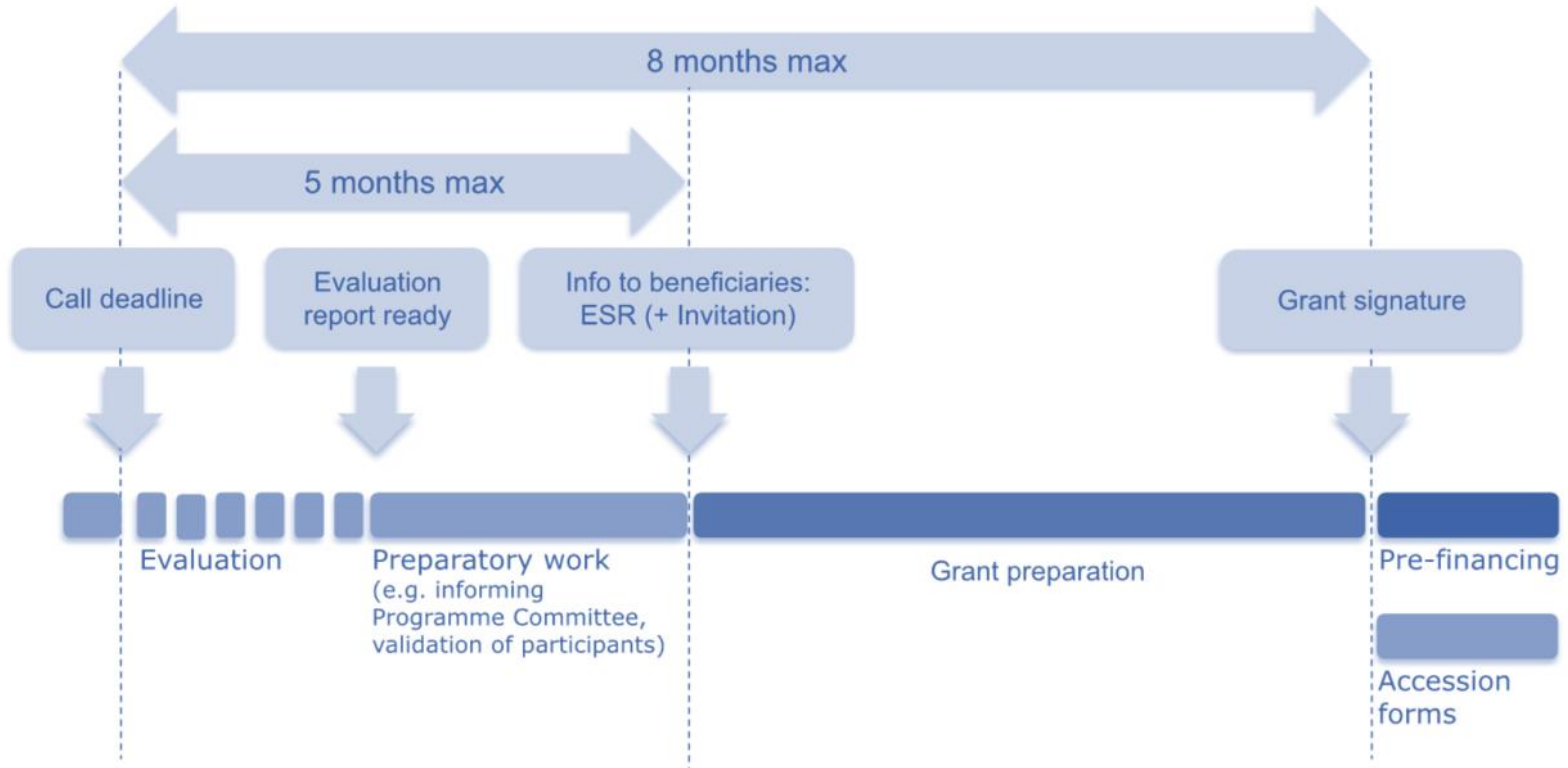 8 months max
5 months max
Call deadline
Evaluation
report ready
Info to beneficiaries:
ESR (+ Invitation)
Grant signature
Evaluation
Preparatory work
(e.g. informing
Programme Committee,
validation of participants)
Grant preparation
Pre-financing
Accession
forms